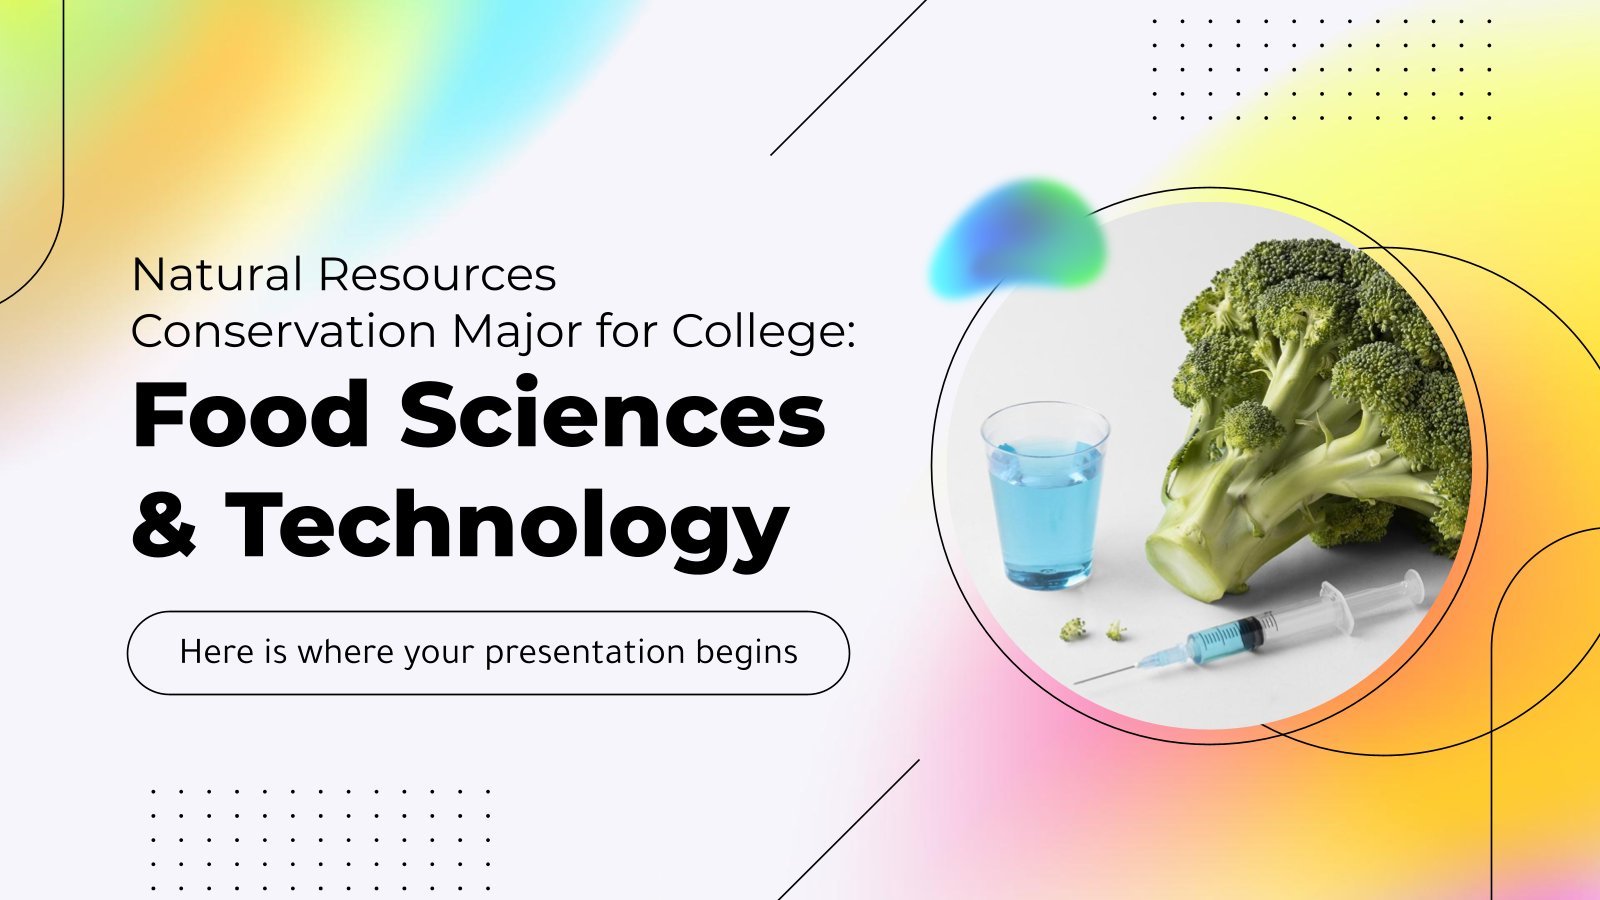 Natural Resources
Conservation Major for College:
Food Sciences
& Technology
Here is where your presentation begins